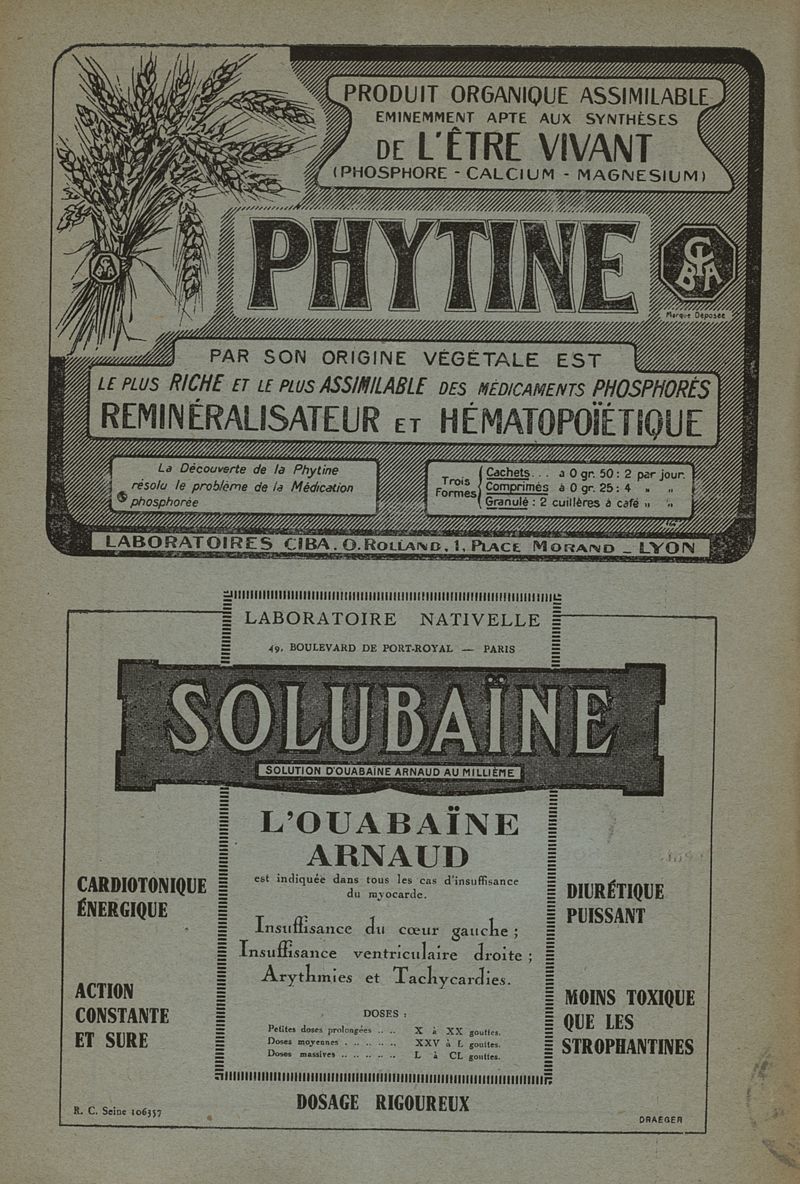 PRODUIT ORGANIQUE ASSIMILABLE
EMINEMMENT APTE AUX SYNTHÈSES
DE L'ÊTRE VIVANT
(PHOSPHORE - CALCIUM - MAGNESIUM)
PHYTINE
CIBA
Marque Déposée
PAR SON ORIGINE VÉGÉTALE EST
LE PLUS RICHE ET LE PLUS ASSIMILABLE DES MÉDICAMENTS PHOSPHORÉS
REMINÉRALISATEUR ET HÉMATOPOÏÉTIQUE
La Découverte de la Phytine
résolu le problème de la Médication
phosphorée
Trois Formes
Cachets... à 0 gr. 50 : 2 par jour.
Comprimés à 0 gr. 25 : 4 " "
Granulé : 2 cuillères à café " "
LABORATOIRES CIBA. O. ROLLAND, 1, PLACE MORAND _ LYON
LABORATOIRE NATIVELLE
49, BOULEVARD DE PORT-ROYAL — PARIS
SOLUBAÏNE
SOLUTION D'OUABAÏNE ARNAUD AU MILLIÈME
L'OUABAÏNE
ARNAUD
est indiquée dans tous les cas d'insuffisance
du myocarde.
Insuffisance du cœur gauche ;
Insuffisance ventriculaire droite ;
Arythmies et Tachycardies.
DOSES :
Petites doses prolongées .. .. X à XX gouttes.
Doses moyennes . .. .. .. .. XXV à L gouttes.
Doses massives .. .. .. .. .. L à CL gouttes.
CARDIOTONIQUE
ÉNERGIQUE
ACTION
CONSTANTE
ET SURE
DIURÉTIQUE
PUISSANT
MOINS TOXIQUE
QUE LES
STROPHANTINES
DOSAGE RIGOUREUX
R. C. Seine 106357
DRAEGER